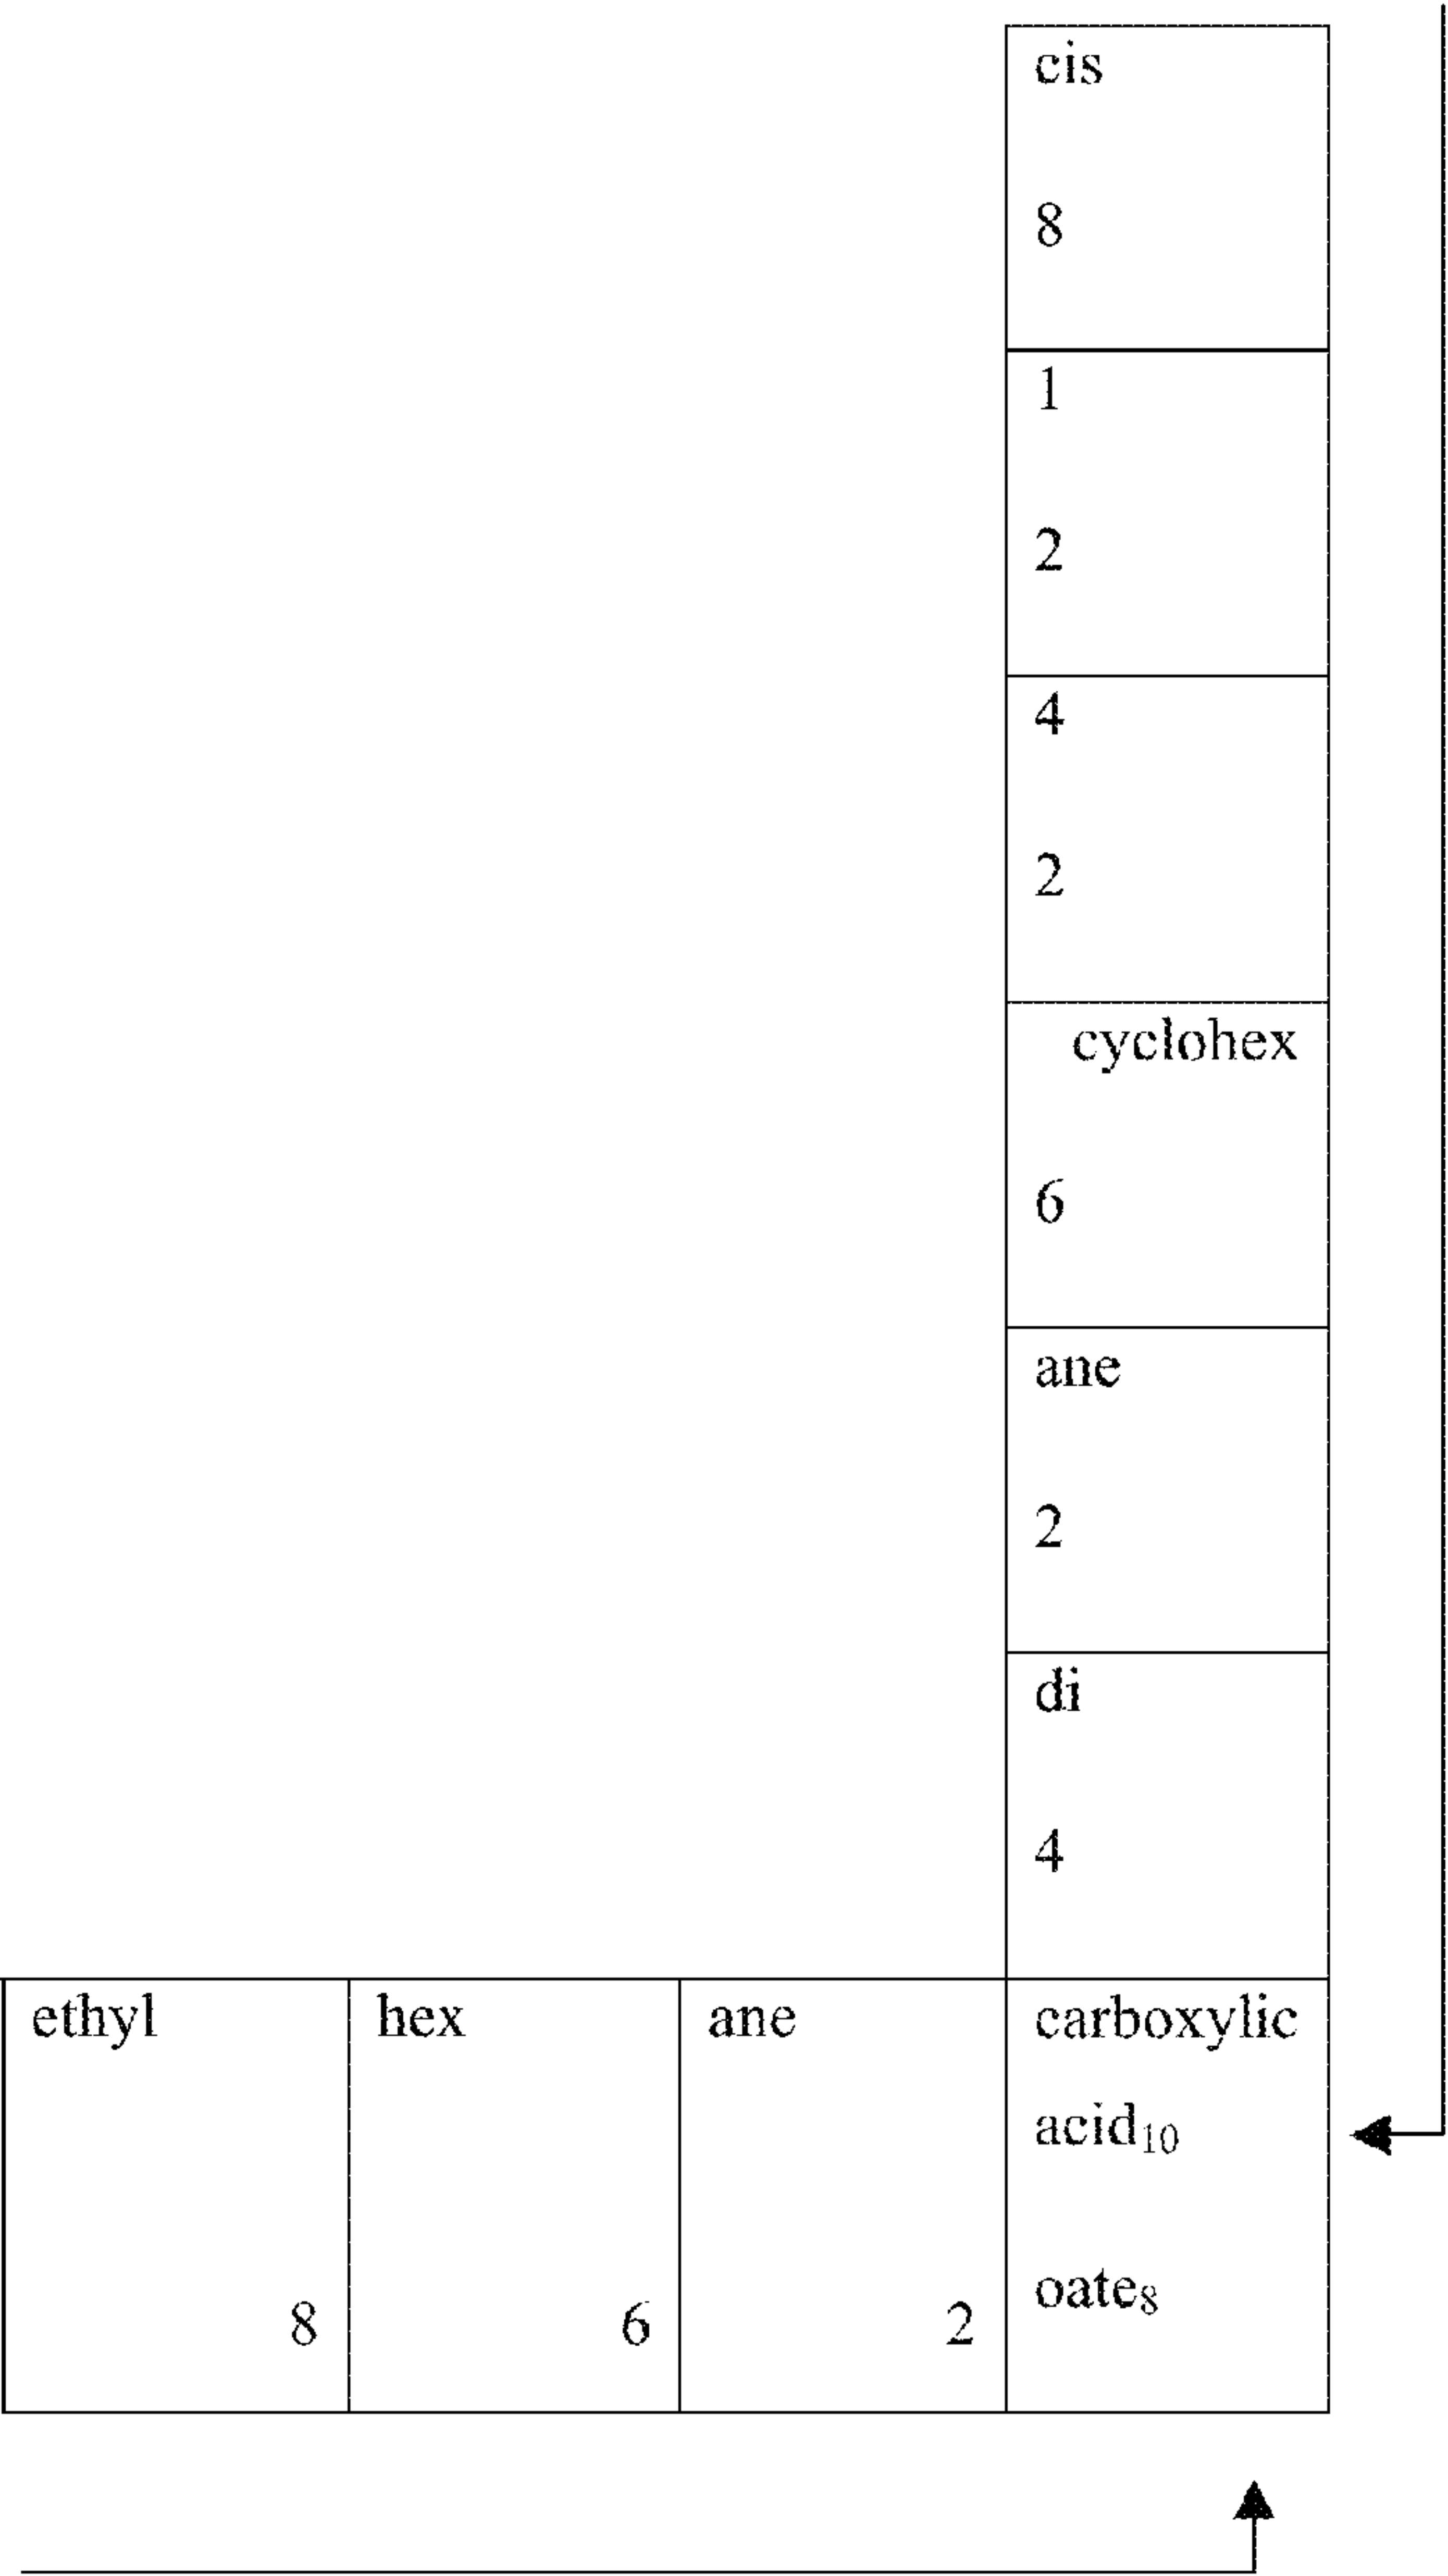 cis
8
1
2
4
2
cyclohex
6
ane
2
di
4
ethyl
8
hex
6
ane
2
carboxylic
acid₁₀
oate₈